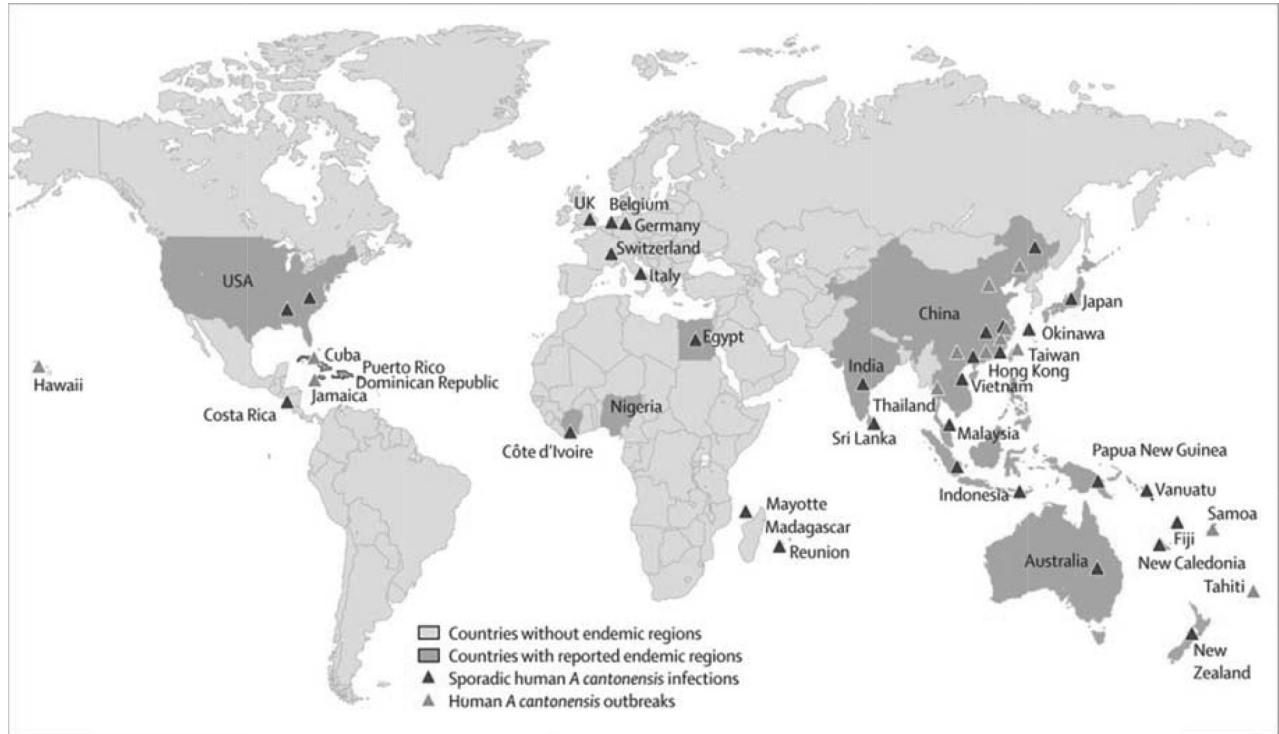 UK
Belgium
Germany
Switzerland
Italy
USA
China
Japan
Okinawa
Egypt
Cuba
Puerto Rico
Dominican Republic
Hawaii
Jamaica
Costa Rica
India
Taiwan
Hong Kong
Vietnam
Thailand
Nigeria
Sri Lanka
Malaysia
Côte d'Ivoire
Papua New Guinea
Indonesia
Vanuatu
Mayotte
Samoa
Madagascar
Fiji
Reunion
Australia
New Caledonia
Tahiti
Countries without endemic regions
Countries with reported endemic regions
Sporadic human A cantonensis infections
Human A cantonensis outbreaks
New
Zealand